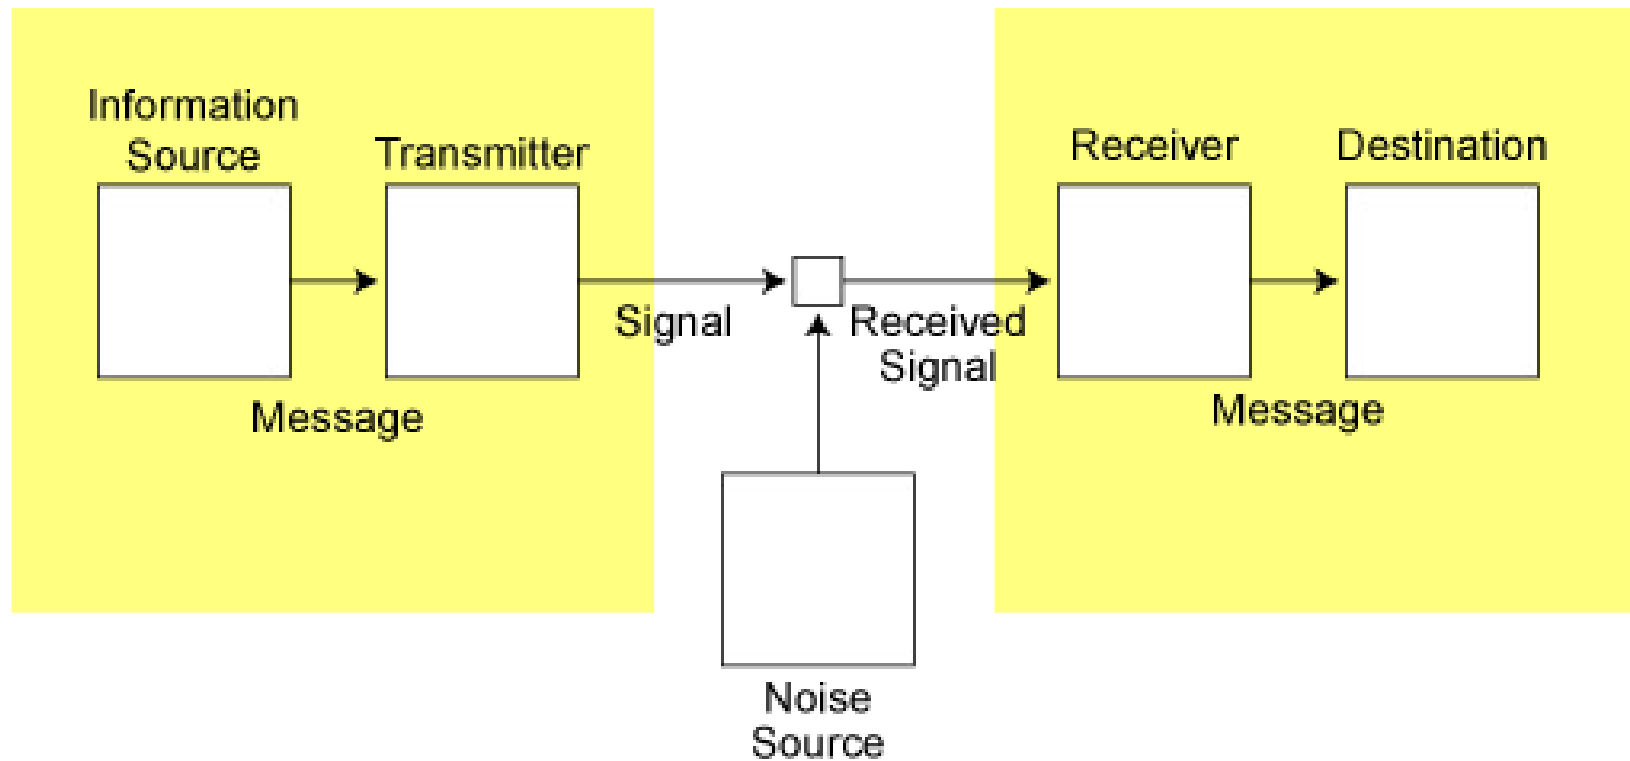 Information
Source
Transmitter
Receiver
Destination
Signal
Received
Signal
Message
Message
Noise
Source